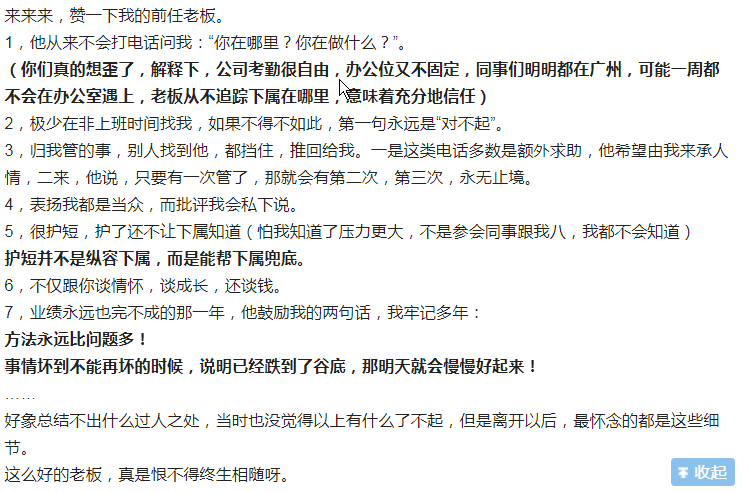 来来来，赞一下我的前任老板。
1，他从来不会打电话问我：“你在哪里？你在做什么？”。
（你们真的想歪了，解释下，公司考勤很自由，办公位又不固定，同事们明明都在广州，可能一周都
不会在办公室遇上，老板从不追踪下属在哪里，意味着充分地信任）
2，极少在非上班时间找我，如果不得不如此，第一句永远是“对不起”。
3，归我管的事，别人找到他，都挡住，推回给我。一是这类电话多数是额外求助，他希望由我来承人
情，二来，他说，只要有一次管了，那就会有第二次，第三次，永无止境。
4，表扬我都是当众，而批评我会私下说。
5，很护短，护了还不让下属知道（怕我知道了压力更大，不是参会同事跟我八，我都不会知道）
护短并不是纵容下属，而是能帮下属兜底。
6，不仅跟你谈情怀，谈成长，还谈钱。
7，业绩永远也完不成的那一年，他鼓励我的两句话，我牢记多年：
方法永远比问题多！
事情坏到不能再坏的时候，说明已经跌到了谷底，那明天就会慢慢好起来！
……
好象总结不出什么过人之处，当时也没觉得以上有什么了不起，但是离开以后，最怀念的都是这些细
节。
这么好的老板，真是恨不得终生相随呀。
收起